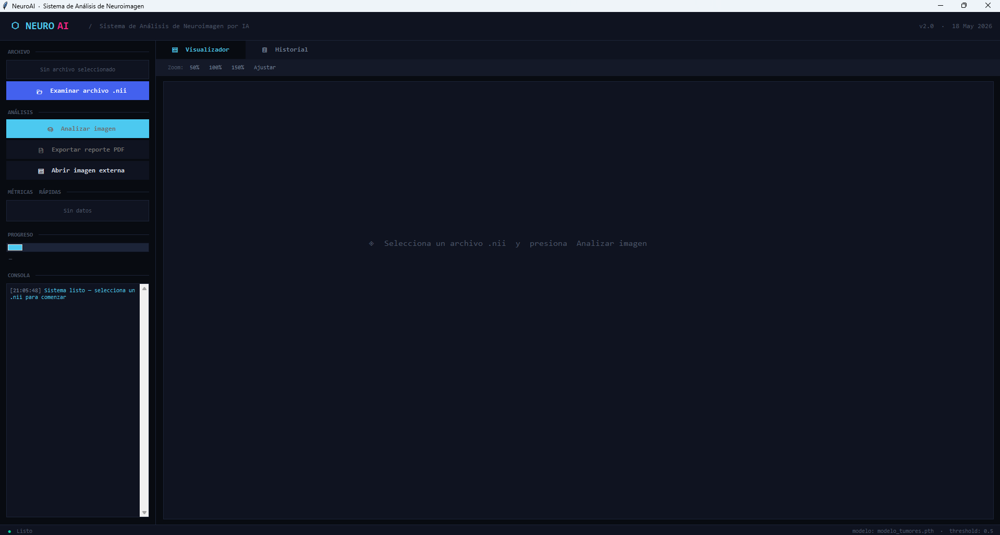 NeuroAI · Sistema de Análisis de Neuroimagen
NEURO AI / Sistema de Análisis de Neuroimagen por IA
v2.0 · 18 May 2026
ARCHIVO
Sin archivo seleccionado
Examinar archivo .nii
ANÁLISIS
Analizar imagen
Exportar reporte PDF
Abrir imagen externa
MÉTRICAS RÁPIDAS
Sin datos
PROGRESO
—
CONSOLA
[21:05:48] Sistema listo — selecciona un
.nii para comenzar
Visualizador
Historial
Zoom: 50% 100% 150% Ajustar
Selecciona un archivo .nii y presiona Analizar imagen
Listo
modelo: modelo_tumores.pth · threshold: 0.5